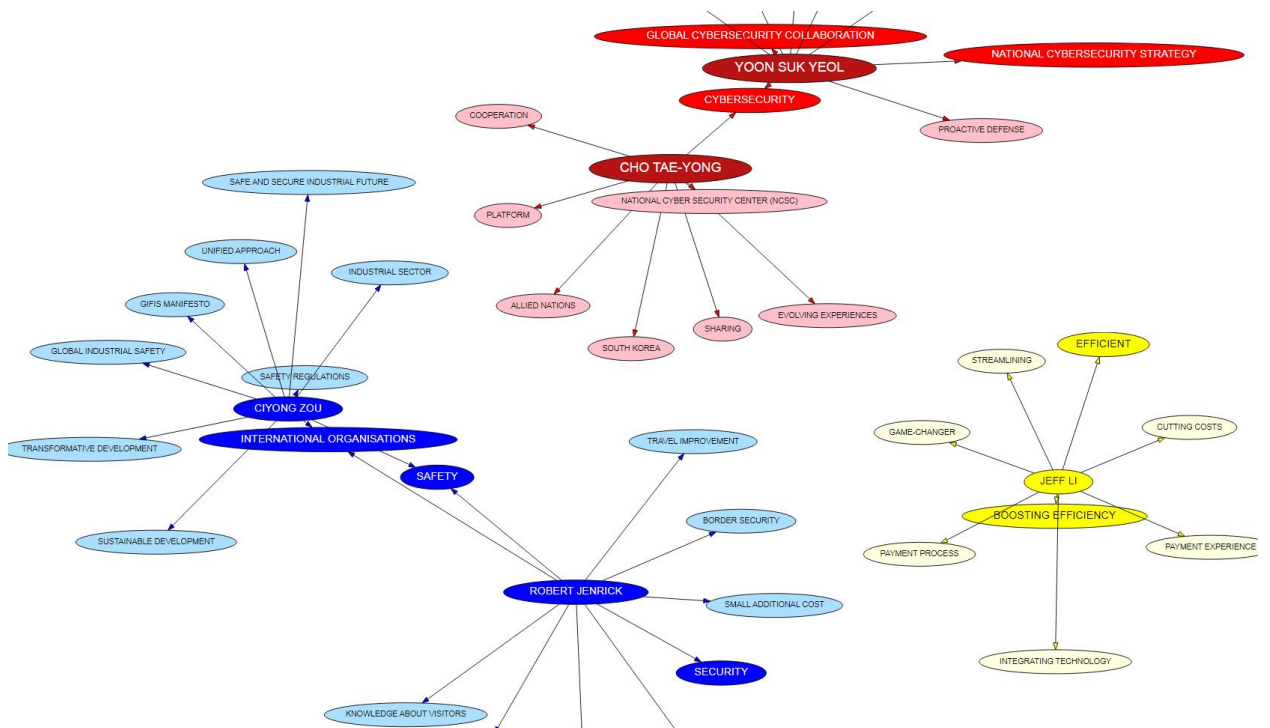 GLOBAL CYBERSECURITY COLLABORATION
NATIONAL CYBERSECURITY STRATEGY
YOON SUK YEOL
CYBERSECURITY
COOPERATION
PROACTIVE DEFENSE
CHO TAE-YONG
SAFE AND SECURE INDUSTRIAL FUTURE
NATIONAL CYBER SECURITY CENTER (NCSC)
PLATFORM
UNIFIED APPROACH
INDUSTRIAL SECTOR
GIFIS MANIFESTO
ALLIED NATIONS
EVOLVING EXPERIENCES
SHARING
SOUTH KOREA
EFFICIENT
GLOBAL INDUSTRIAL SAFETY
STREAMLINING
SAFETY REGULATIONS
CIYONG ZOU
GAME-CHANGER
CUTTING COSTS
INTERNATIONAL ORGANISATIONS
TRAVEL IMPROVEMENT
TRANSFORMATIVE DEVELOPMENT
SAFETY
JEFF LI
BOOSTING EFFICIENCY
BORDER SECURITY
SUSTAINABLE DEVELOPMENT
PAYMENT PROCESS
PAYMENT EXPERIENCE
ROBERT JENRICK
SMALL ADDITIONAL COST
INTEGRATING TECHNOLOGY
SECURITY
KNOWLEDGE ABOUT VISITORS